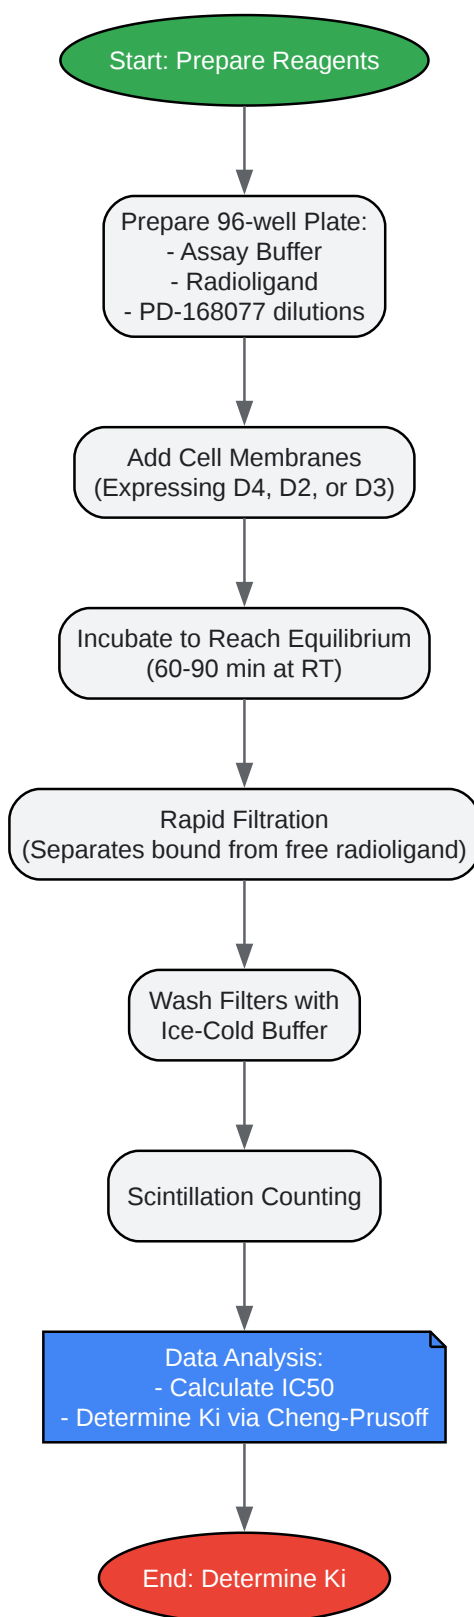 Start: Prepare Reagents
Prepare 96-well Plate:
- Assay Buffer
- Radioligand
- PD-168077 dilutions
Add Cell Membranes
(Expressing D4, D2, or D3)
Incubate to Reach Equilibrium
(60-90 min at RT)
Rapid Filtration
(Separates bound from free radioligand)
Wash Filters with
Ice-Cold Buffer
Scintillation Counting
Data Analysis:
- Calculate IC50
- Determine Ki via Cheng-Prusoff
End: Determine Ki